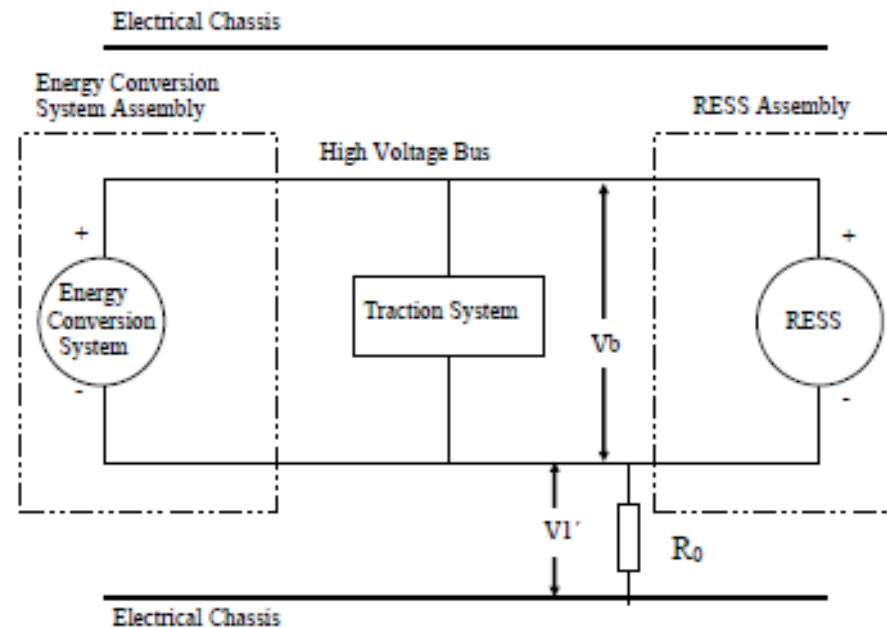 Electrical Chassis
Energy Conversion
System Assembly
RESS Assembly
High Voltage Bus
+
+
Energy
Conversion
System
Traction System
Vb
RESS
-
-
V1´
R₀
Electrical Chassis